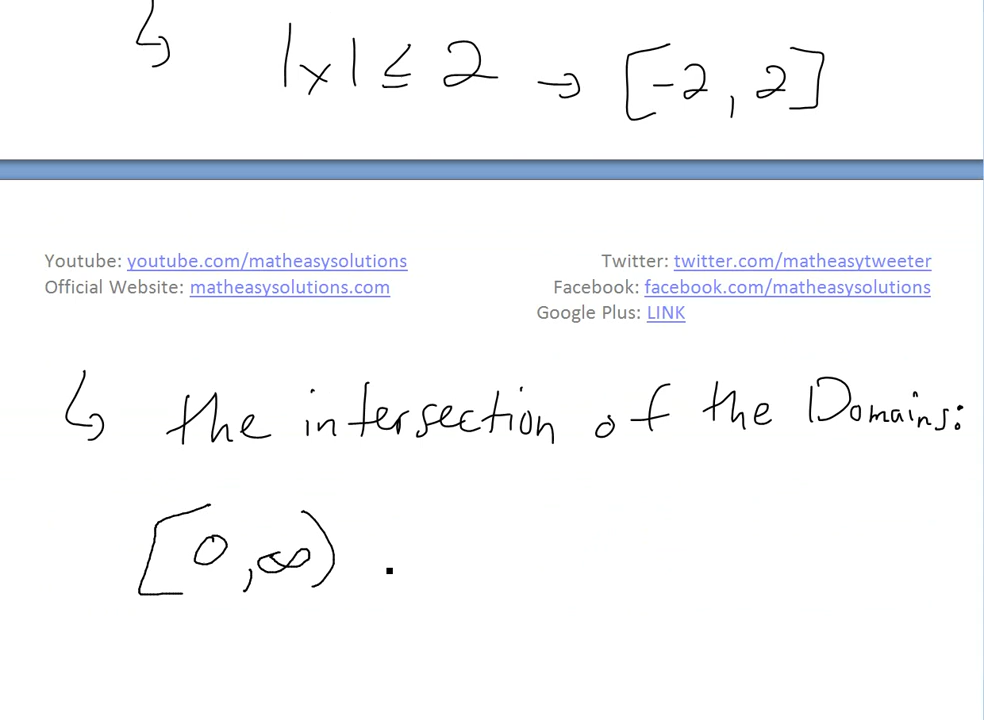 ↳ |x| ≤ 2 → [-2, 2]
Youtube: youtube.com/matheasysolutions
Official Website: matheasysolutions.com
Twitter: twitter.com/matheasytweeter
Facebook: facebook.com/matheasysolutions
Google Plus: LINK
↳ the intersection of the Domains:
[0, ∞) .